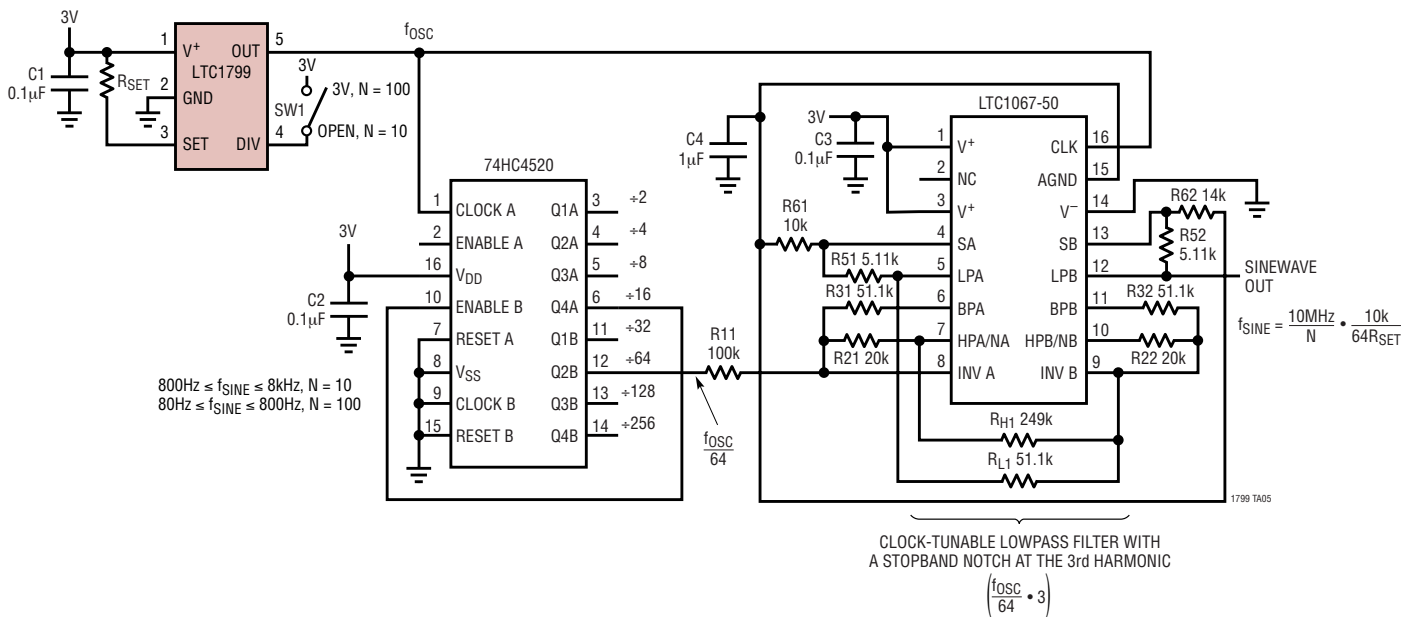 3V
C1
0.1µF
RSET
1
V+
OUT
5
LTC1799
2
GND
3
SET
DIV
4
3V
SW1
3V, N = 100
OPEN, N = 10
fOSC
74HC4520
1
CLOCK A
Q1A
3
÷2
2
ENABLE A
Q2A
4
÷4
16
VDD
Q3A
5
÷8
10
ENABLE B
Q4A
6
÷16
7
RESET A
Q1B
11
÷32
8
VSS
Q2B
12
÷64
9
CLOCK B
Q3B
13
÷128
15
RESET B
Q4B
14
÷256
3V
C2
0.1µF
800Hz ≤ fSINE ≤ 8kHz, N = 10
80Hz ≤ fSINE ≤ 800Hz, N = 100
fOSC
64
R11
100k
C4
1µF
3V
C3
0.1µF
R61
10k
R51 5.11k
R31 51.1k
R21 20k
LTC1067-50
1
V+
CLK
16
2
NC
AGND
15
3
V+
V−
14
4
SA
SB
13
5
LPA
LPB
12
6
BPA
BPB
11
7
HPA/NA
HPB/NB
10
8
INV A
INV B
9
R62 14k
R52
5.11k
R32 51.1k
R22 20k
RH1 249k
RL1 51.1k
SINEWAVE
OUT
fSINE = 10MHz/N • 10k/64RSET
1799 TA05
CLOCK-TUNABLE LOWPASS FILTER WITH
A STOPBAND NOTCH AT THE 3rd HARMONIC
(fOSC/64 • 3)